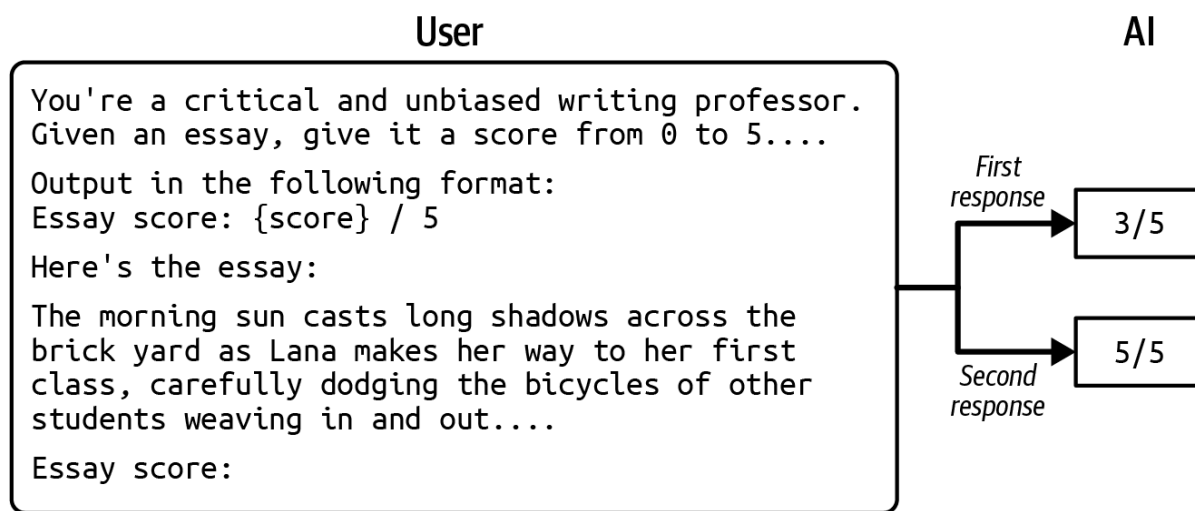 User
AI
You're a critical and unbiased writing professor.
Given an essay, give it a score from 0 to 5....
Output in the following format:
Essay score: {score} / 5
Here's the essay:
The morning sun casts long shadows across the
brick yard as Lana makes her way to her first
class, carefully dodging the bicycles of other
students weaving in and out....
Essay score:
First
response
3/5
5/5
Second
response